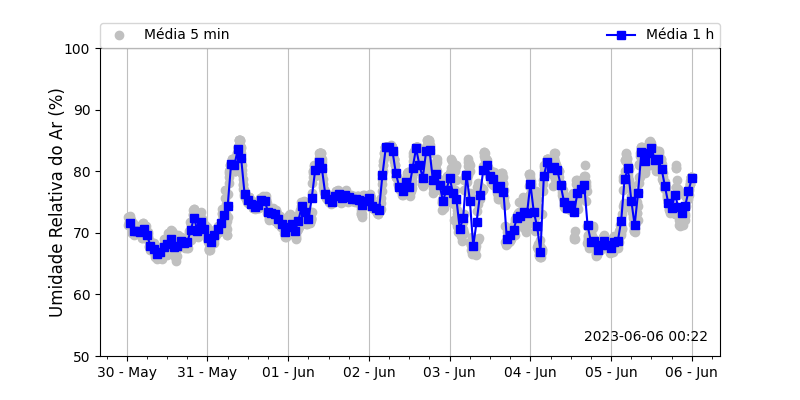 Média 5 min
Média 1 h
Umidade Relativa do Ar (%)
100
90
80
70
60
50
2023-06-06 00:22
30 - May
31 - May
01 - Jun
02 - Jun
03 - Jun
04 - Jun
05 - Jun
06 - Jun